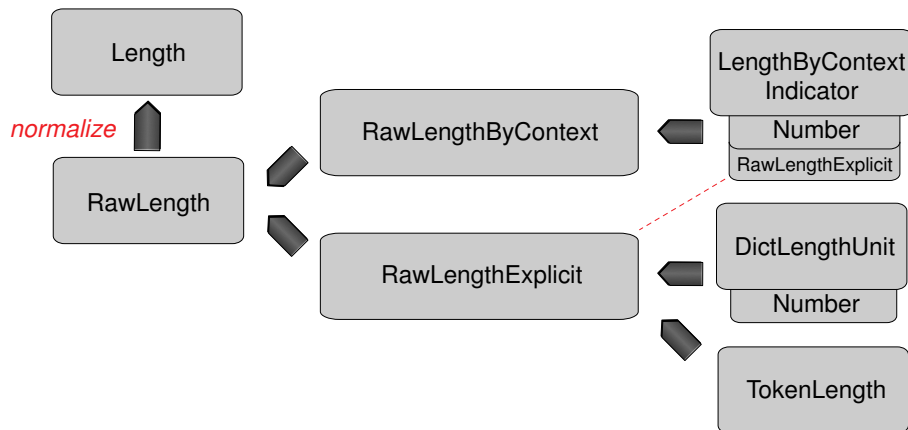 Length
normalize
RawLength
RawLengthByContext
RawLengthExplicit
LengthByContext
Indicator
Number
RawLengthExplicit
DictLengthUnit
Number
TokenLength